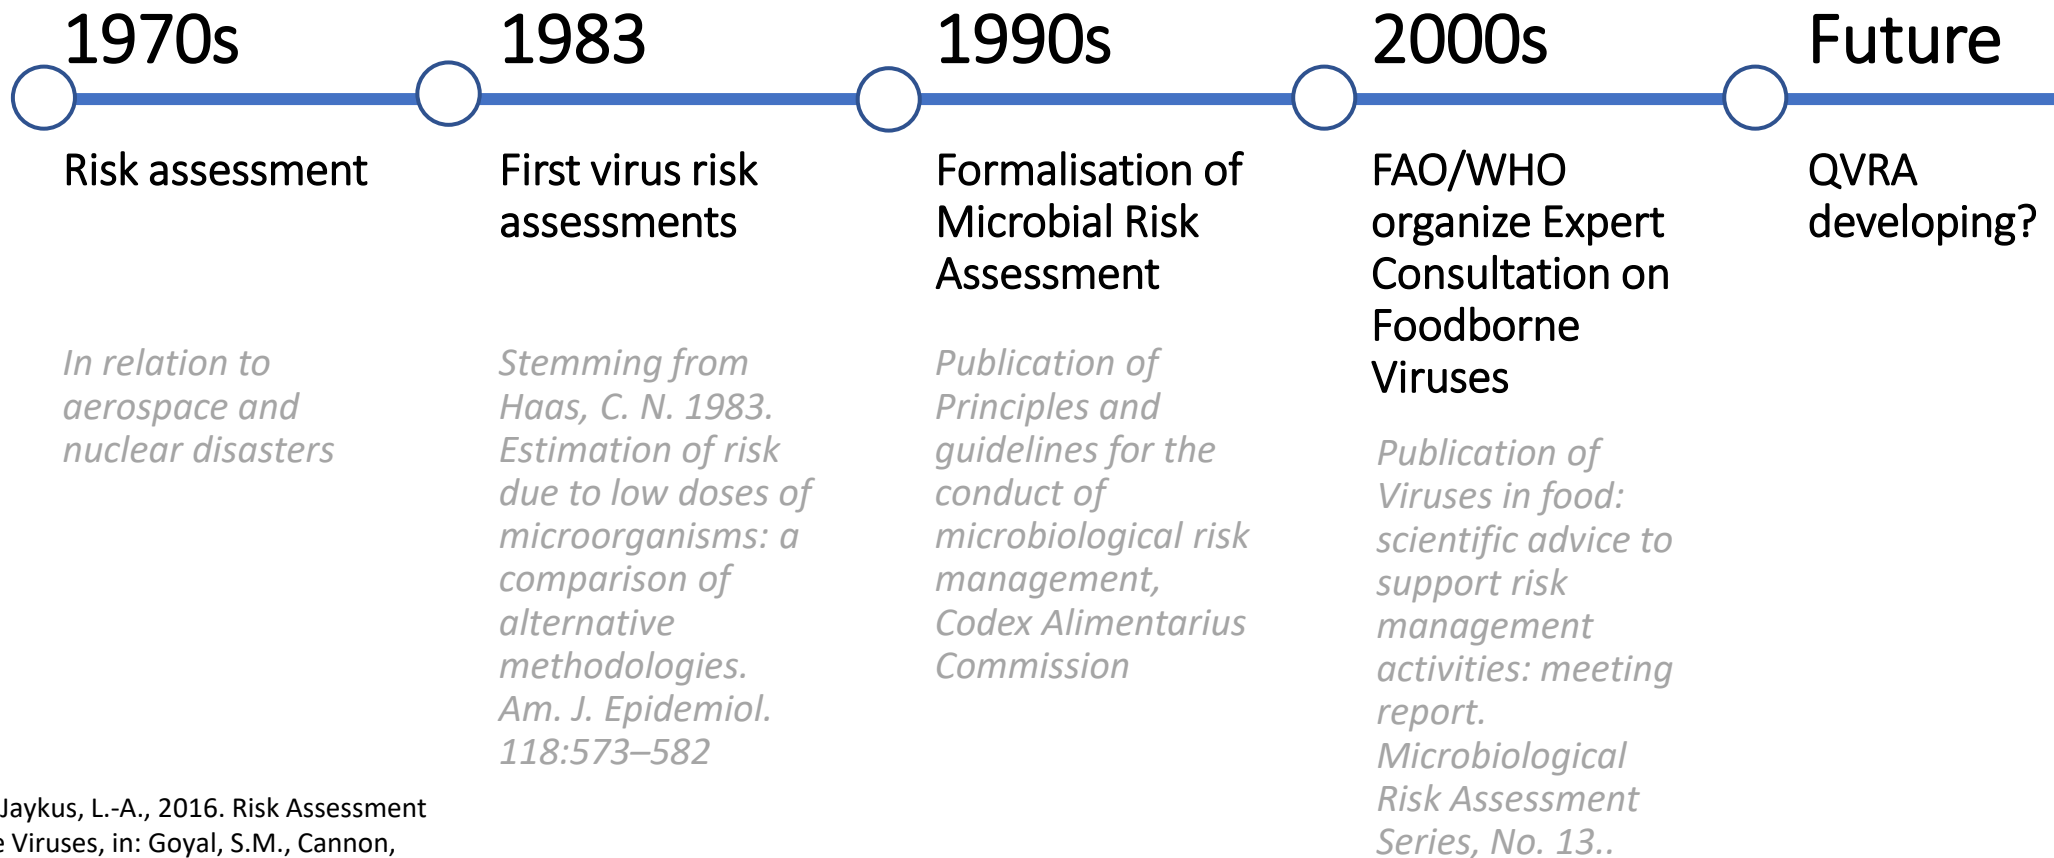 1970s
Risk assessment
In relation to
aerospace and
nuclear disasters
1983
First virus risk
assessments
Stemming from
Haas, C. N. 1983.
Estimation of risk
due to low doses of
microorganisms: a
comparison of
alternative
methodologies.
Am. J. Epidemiol.
118:573–582
1990s
Formalisation of
Microbial Risk
Assessment
Publication of
Principles and
guidelines for the
conduct of
microbiological risk
management,
Codex Alimentarius
Commission
2000s
FAO/WHO
organize Expert
Consultation on
Foodborne
Viruses
Publication of
Viruses in food:
scientific advice to
support risk
management
activities: meeting
report.
Microbiological
Risk Assessment
Series, No. 13..
Future
QVRA
developing?
Jaykus, L.-A., 2016. Risk Assessment
e Viruses, in: Goyal, S.M., Cannon,